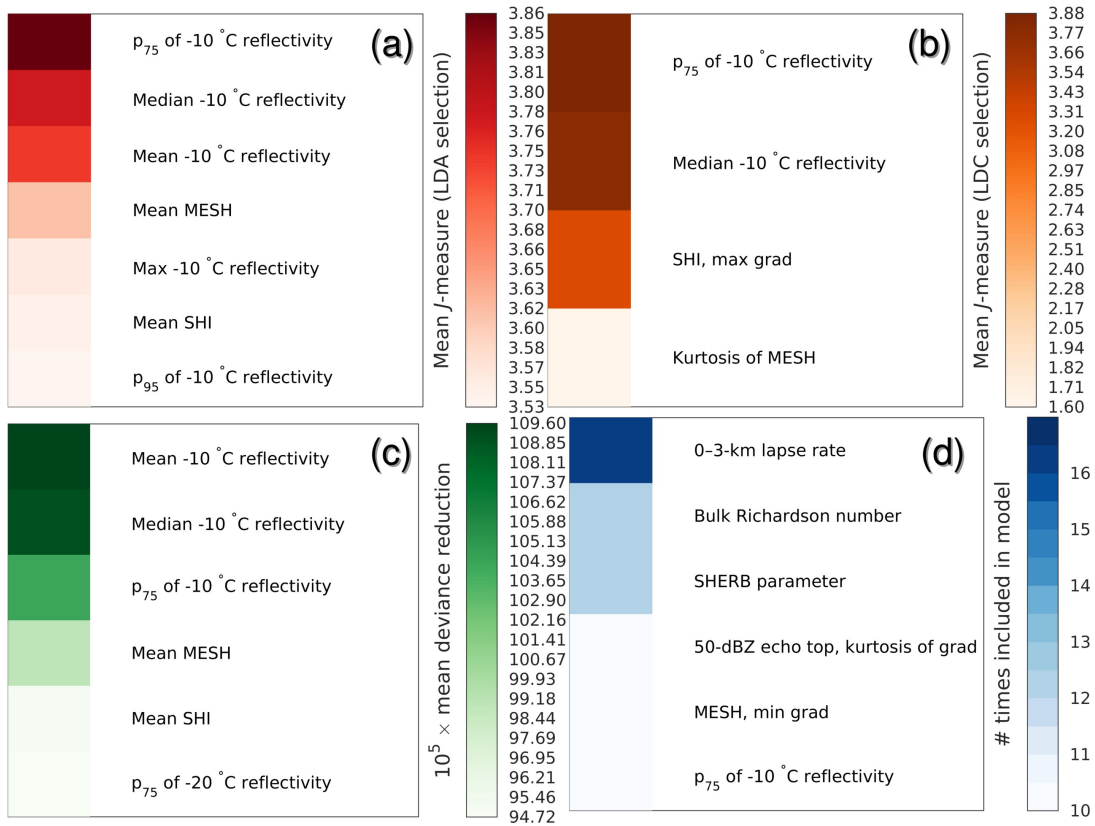 (a)
p75 of -10 °C reflectivity
Median -10 °C reflectivity
Mean -10 °C reflectivity
Mean MESH
Max -10 °C reflectivity
Mean SHI
p95 of -10 °C reflectivity
Mean J-measure (LDA selection)
3.86
3.85
3.83
3.81
3.80
3.78
3.76
3.75
3.73
3.71
3.70
3.68
3.66
3.65
3.63
3.62
3.60
3.58
3.57
3.55
3.53
(b)
p75 of -10 °C reflectivity
Median -10 °C reflectivity
SHI, max grad
Kurtosis of MESH
Mean J-measure (LDC selection)
3.88
3.77
3.66
3.54
3.43
3.31
3.20
3.08
2.97
2.85
2.74
2.63
2.51
2.40
2.28
2.17
2.05
1.94
1.82
1.71
1.60
(c)
Mean -10 °C reflectivity
Median -10 °C reflectivity
p75 of -10 °C reflectivity
Mean MESH
Mean SHI
p75 of -20 °C reflectivity
10^5 × mean deviance reduction
109.60
108.85
108.11
107.37
106.62
105.88
105.13
104.39
103.65
102.90
102.16
101.41
100.67
99.93
99.18
98.44
97.69
96.95
96.21
95.46
94.72
(d)
0–3-km lapse rate
Bulk Richardson number
SHERB parameter
50-dBZ echo top, kurtosis of grad
MESH, min grad
p75 of -10 °C reflectivity
# times included in model
16
15
14
13
12
11
10